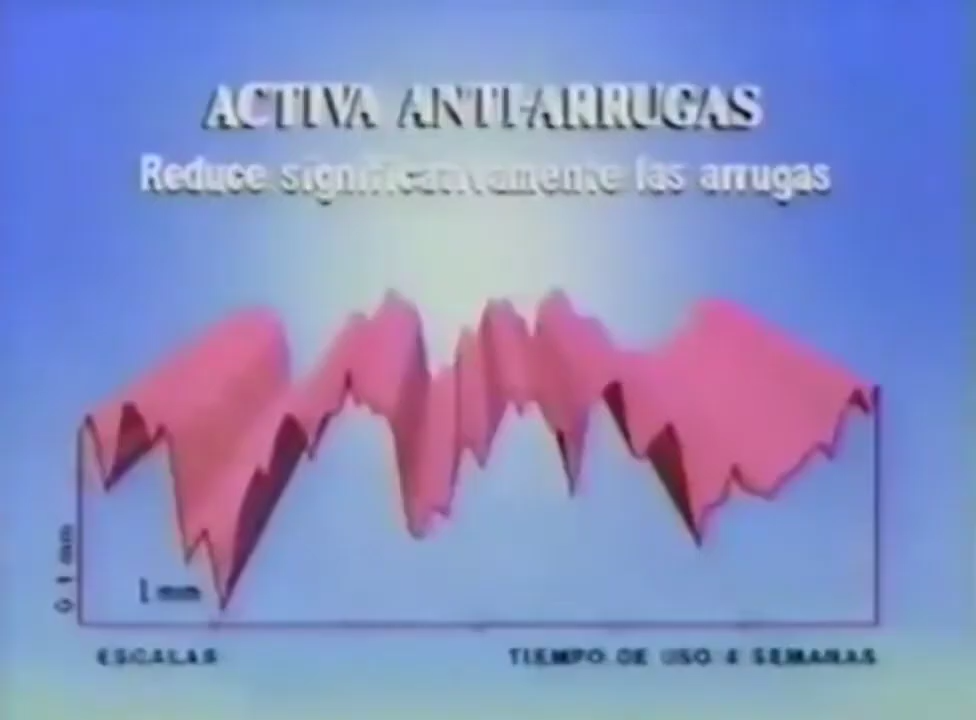 ACTIVA ANTI-ARRUGAS
Reduce significativamente las arrugas
0 1 mm
1 mm
ESCALAS
TIEMPO DE USO 4 SEMANAS